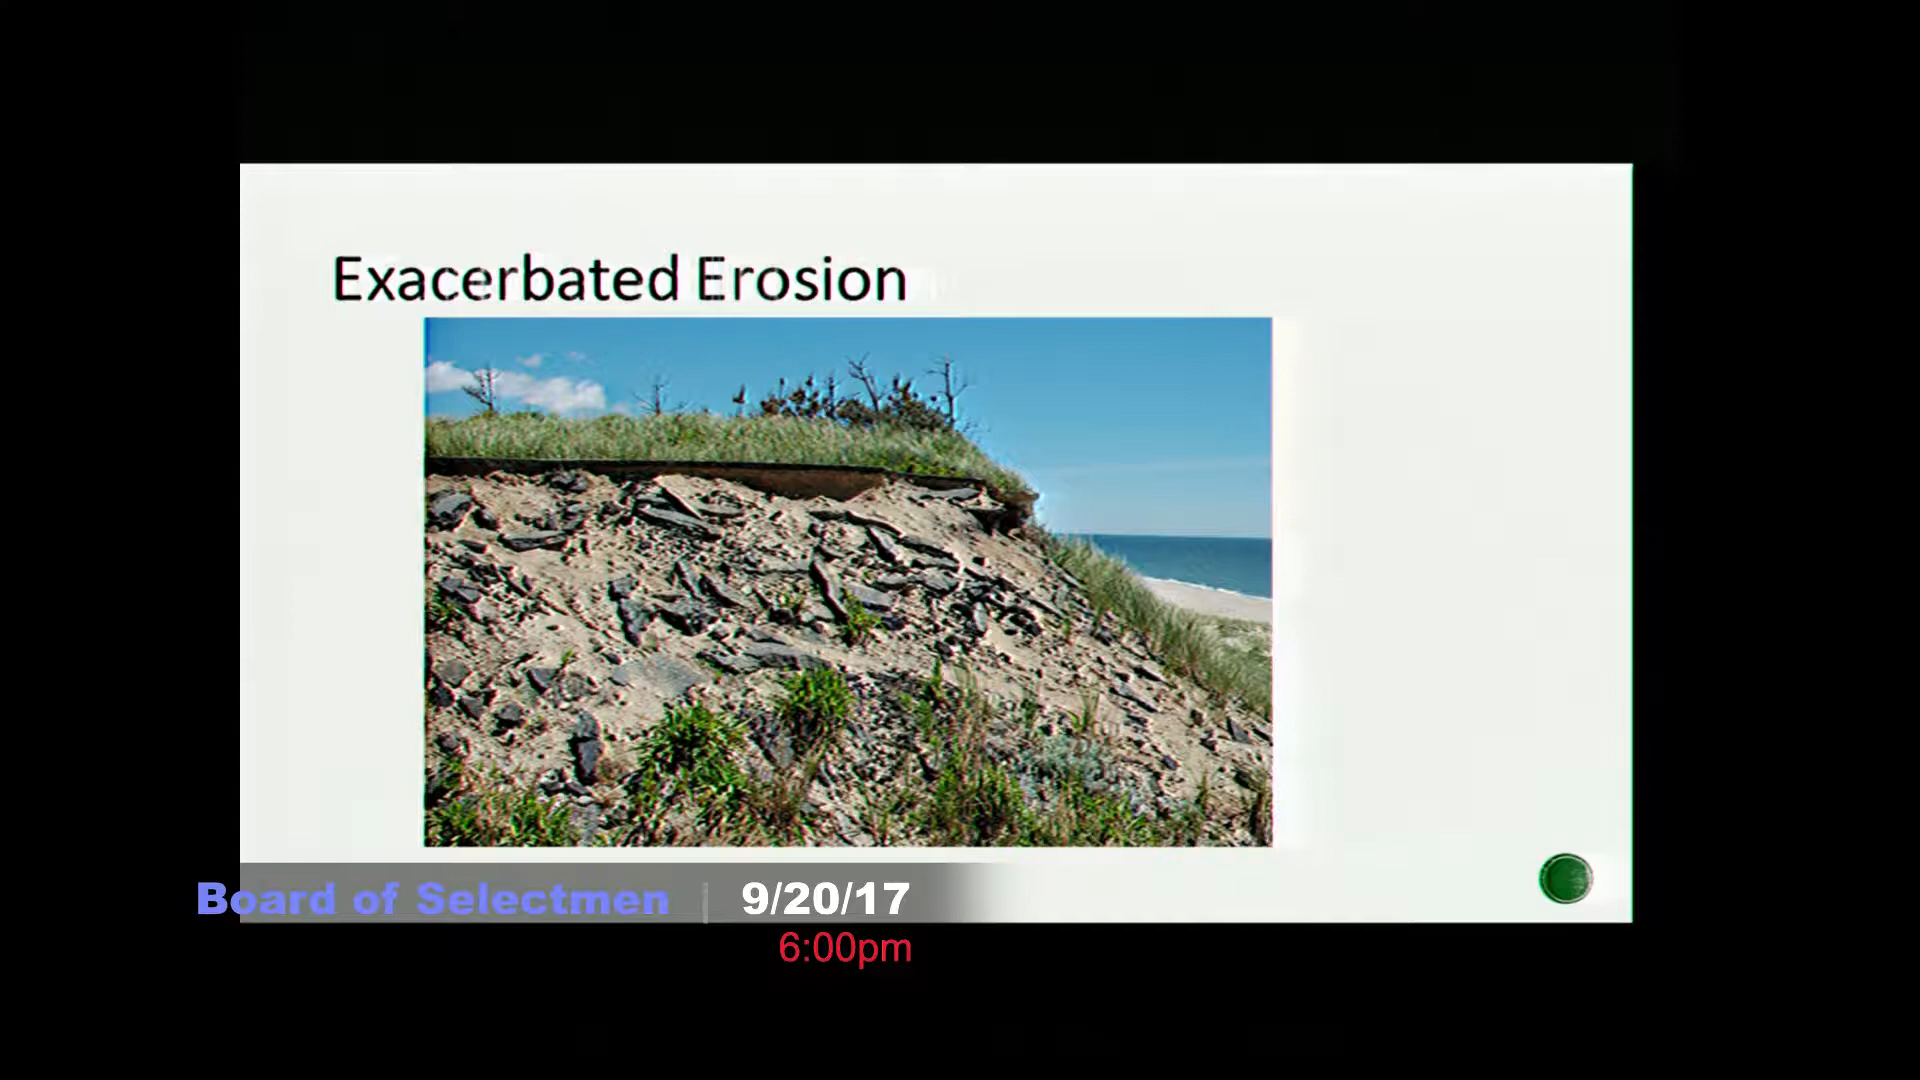 Exacerbated Erosion
Board of Selectmen | 9/20/17
6:00pm